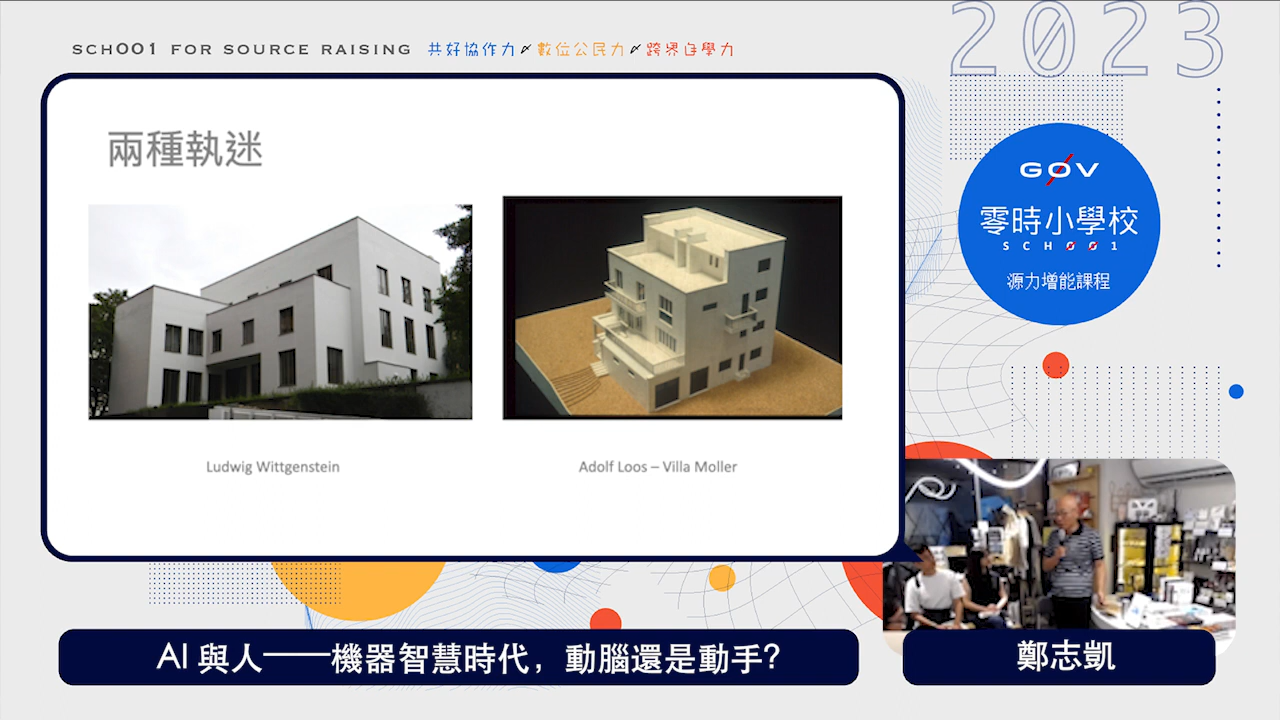 SCH001 FOR SOURCE RAISING 共好協作力〃數位公民力〃跨界自學力
2023
兩種執迷
Ludwig Wittgenstein
Adolf Loos – Villa Moller
G0V
零時小學校
SCH001
源力增能課程
AI 與人——機器智慧時代，動腦還是動手?
鄭志凱